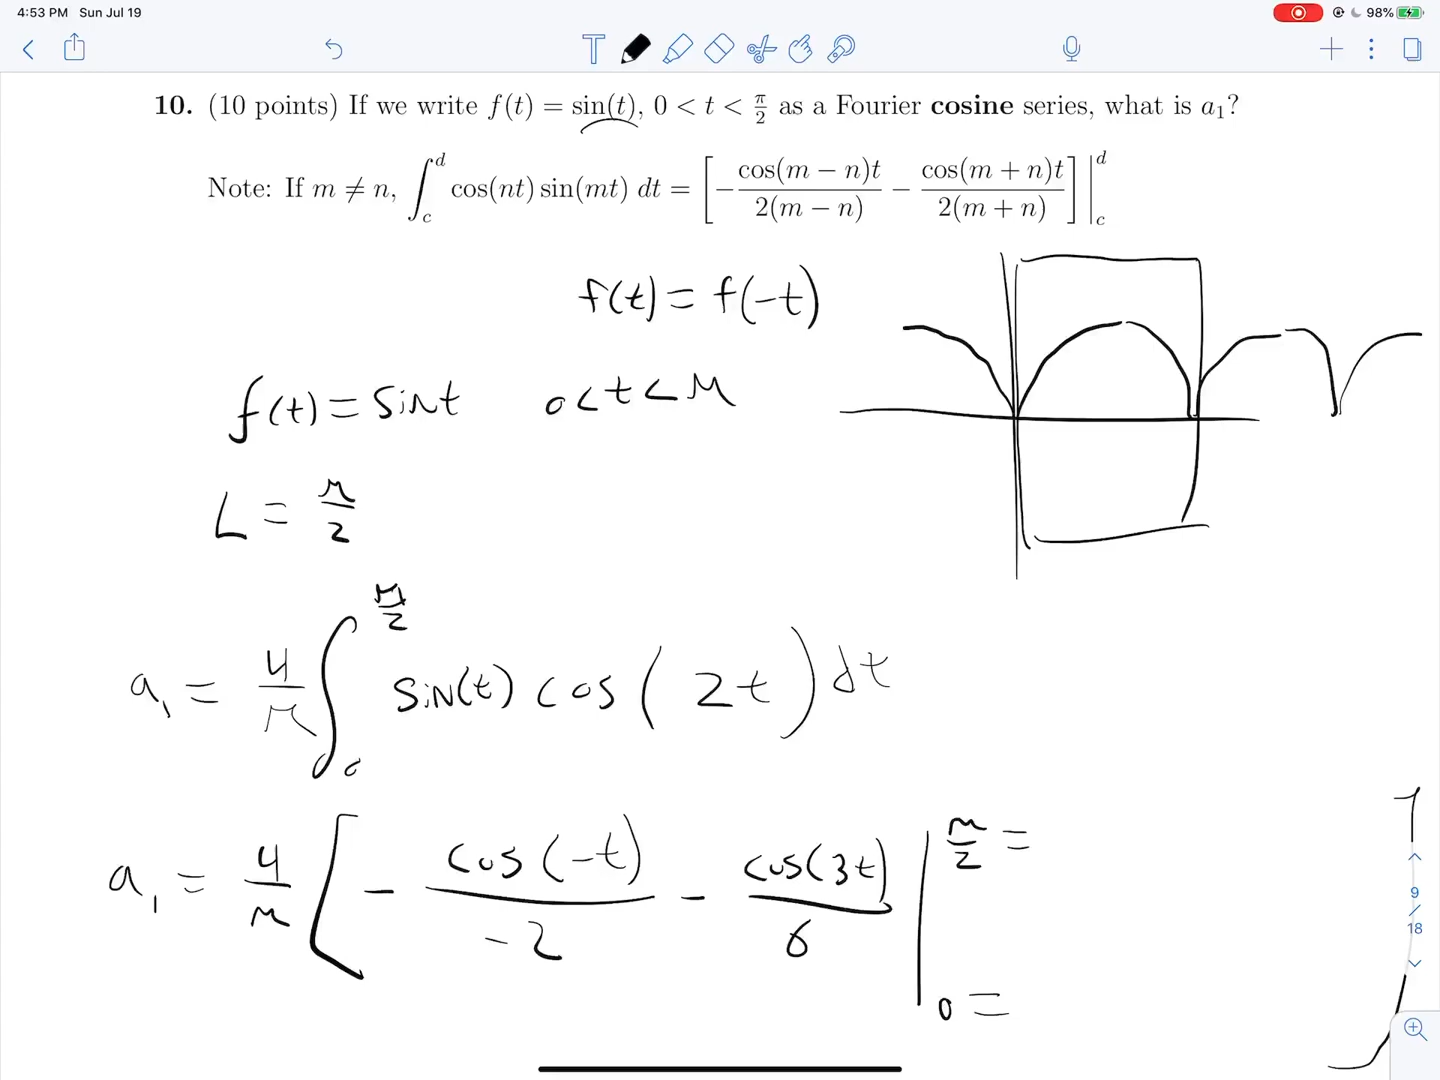 4:53 PM Sun Jul 19
98%
T
10. (10 points) If we write f(t) = sin(t), 0 < t < π/2 as a Fourier cosine series, what is a₁?
Note: If m ≠ n, ∫_c^d cos(nt) sin(mt) dt = [-cos(m − n)t / 2(m − n) − cos(m + n)t / 2(m + n)] |_c^d
f(t) = f(-t)
f(t) = sint 0 < t < π
L = π/2
a₁ = 4/π ∫_0^{π/2} sin(t) cos(2t) dt
a₁ = 4/π [ - cos(-t) / -2 - cos(3t) / 6 |_0=^{π/2 =}
9
/
18